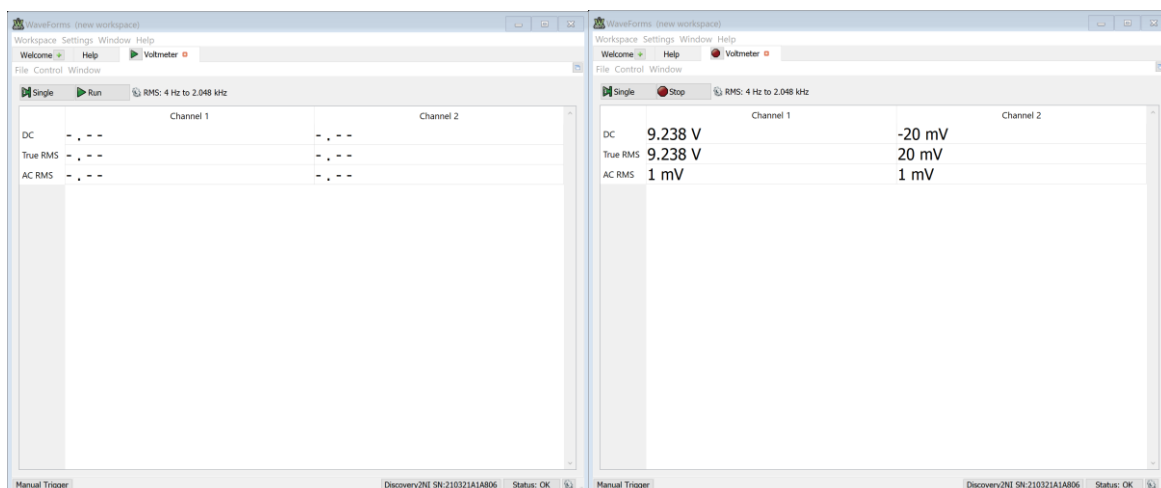 WaveForms (new workspace)
Workspace Settings Window Help
Welcome Help Voltmeter
File Control Window
Single Run RMS: 4 Hz to 2.048 kHz
Channel 1 Channel 2
DC -.-- -.--
True RMS -.-- -.--
AC RMS -.-- -.--
Manual Trigger Discovery2NI SN:210321A1A806 Status: OK
WaveForms (new workspace)
Workspace Settings Window Help
Welcome Help Voltmeter
File Control Window
Single Stop RMS: 4 Hz to 2.048 kHz
Channel 1 Channel 2
DC 9.238 V -20 mV
True RMS 9.238 V 20 mV
AC RMS 1 mV 1 mV
Manual Trigger Discovery2NI SN:210321A1A806 Status: OK